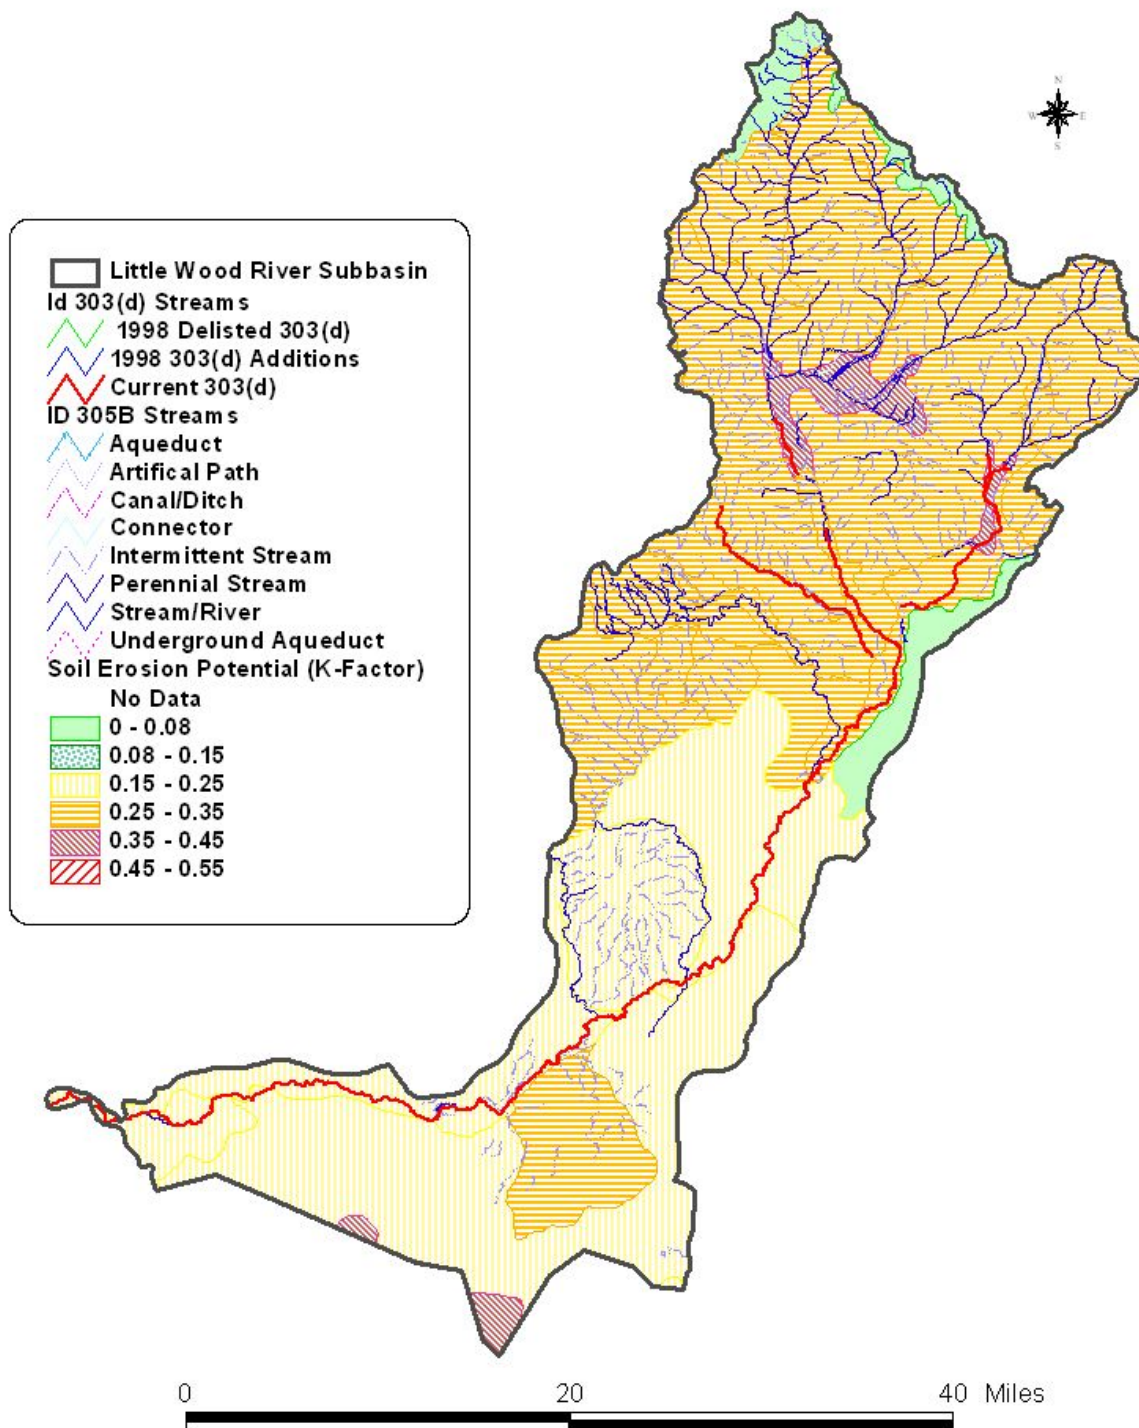 N
W E
S
Little Wood River Subbasin
Id 303(d) Streams
1998 Delisted 303(d)
1998 303(d) Additions
Current 303(d)
ID 305B Streams
Aqueduct
Artifical Path
Canal/Ditch
Connector
Intermittent Stream
Perennial Stream
Stream/River
Underground Aqueduct
Soil Erosion Potential (K-Factor)
No Data
0 - 0.08
0.08 - 0.15
0.15 - 0.25
0.25 - 0.35
0.35 - 0.45
0.45 - 0.55
0 20 40 Miles